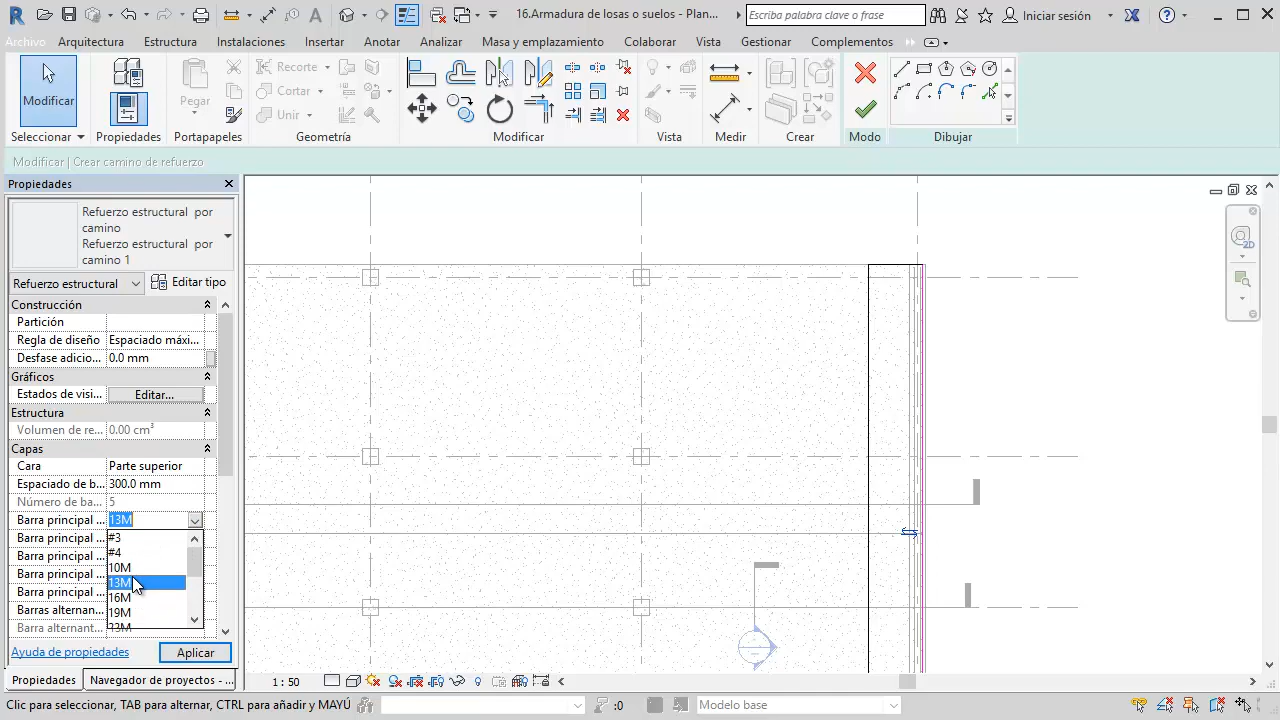 16.Armado de losas o suelos - Plan...
Escriba palabra clave o frase
Iniciar sesión
Archivo Arquitectura Estructura Instalaciones Insertar Anotar Analizar Masa y emplazamiento Colaborar Vista Gestionar Complementos
Modificar
Pegar
Recorte
Cortar
Unir
Seleccionar Propiedades Portapapeles Geometría Modificar Vista Medir Crear Modo Dibujar
Modificar | Crear camino de refuerzo
Propiedades
Refuerzo estructural por
camino
Refuerzo estructural por
camino 1
Refuerzo estructural
Editar tipo
Construcción
Partición
Regla de diseño Espaciado máxi...
Desfase adicio... 0.0 mm
Gráficos
Estados de visi... Editar...
Estructura
Volumen de re... 0.00 cm³
Capas
Cara Parte superior
Espaciado de b... 300.0 mm
Número de ba... 5
Barra principal ... 13M
Barra principal ... #3
#4
Barra principal ...
10M
Barra principal ...
13M
Barra principal ...
16M
Barras alternan...
19M
Barra alternant...
22M
Ayuda de propiedades
Aplicar
Propiedades
Navegador de proyectos - ...
1 : 50
2D
Clic para seleccionar, TAB para alternar, CTRL para añadir y MAYÚ
:0
Modelo base